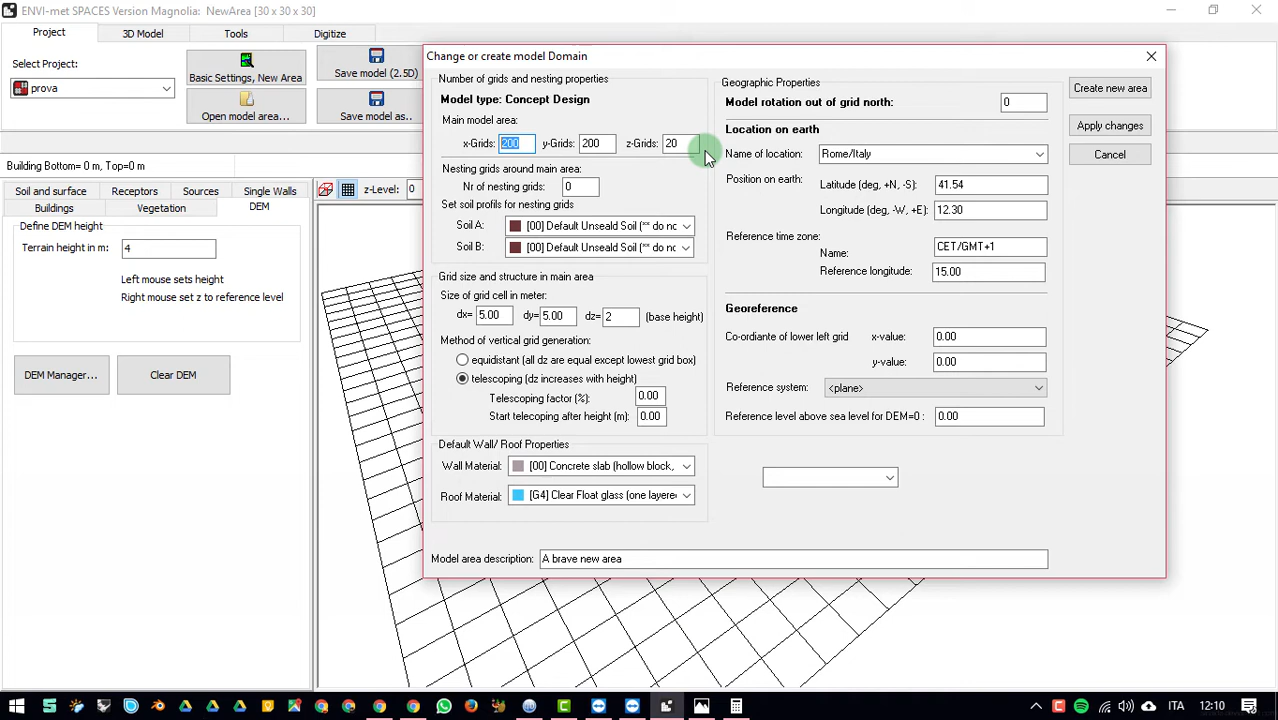 ENVI-met SPACES Version Magnolia: NewArea [30 x 30 x 30]
Project
3D Model
Tools
Digitize
Select Project:
prova
Basic Settings, New Area
Open model area...
Save model (2.5D)
Save model as..
Building Bottom= 0 m, Top=0 m
Soil and surface
Receptors
Sources
Single Walls
Buildings
Vegetation
DEM
z-Level: 0
Define DEM height
Terrain height in m: 4
Left mouse sets height
Right mouse set z to reference level
DEM Manager...
Clear DEM
Change or create model Domain
Number of grids and nesting properties
Model type: Concept Design
Main model area:
x-Grids: 200 y-Grids: 200 z-Grids: 20
Nesting grids around main area:
Nr of nesting grids: 0
Set soil profils for nesting grids
Soil A: [00] Default Unseald Soil (** do nc
Soil B: [00] Default Unseald Soil (** do nc
Grid size and structure in main area
Size of grid cell in meter:
dx= 5.00 dy= 5.00 dz= 2 (base height)
Method of vertical grid generation:
equidistant (all dz are equal except lowest grid box)
telescoping (dz increases with height)
Telescoping factor (%): 0.00
Start telecoping after height (m): 0.00
Default Wall/ Roof Properties
Wall Material: [00] Concrete slab (hollow block,
Roof Material: [G4] Clear Float glass (one layere
Model area description: A brave new area
Geographic Properties
Model rotation out of grid north: 0
Location on earth
Name of location: Rome/Italy
Position on earth: Latitude (deg, +N, -S): 41.54
Longitude (deg, -W, +E): 12.30
Reference time zone:
Name: CET/GMT+1
Reference longitude: 15.00
Georeference
Co-ordiante of lower left grid x-value: 0.00
y-value: 0.00
Reference system: <plane>
Reference level above sea level for DEM=0 : 0.00
Create new area
Apply changes
Cancel
ITA
12:10